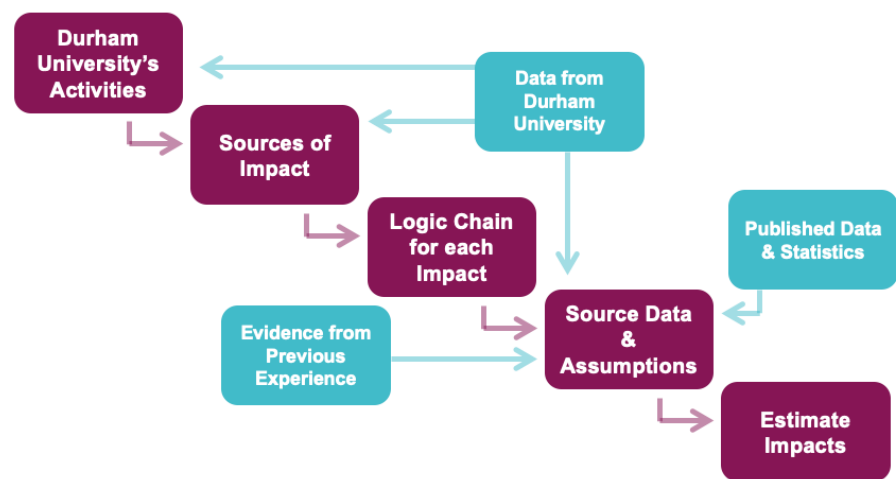 Durham
University's
Activities
Data from
Durham
University
Sources of
Impact
Logic Chain
for each
Impact
Published Data
& Statistics
Evidence from
Previous
Experience
Source Data
&
Assumptions
Estimate
Impacts